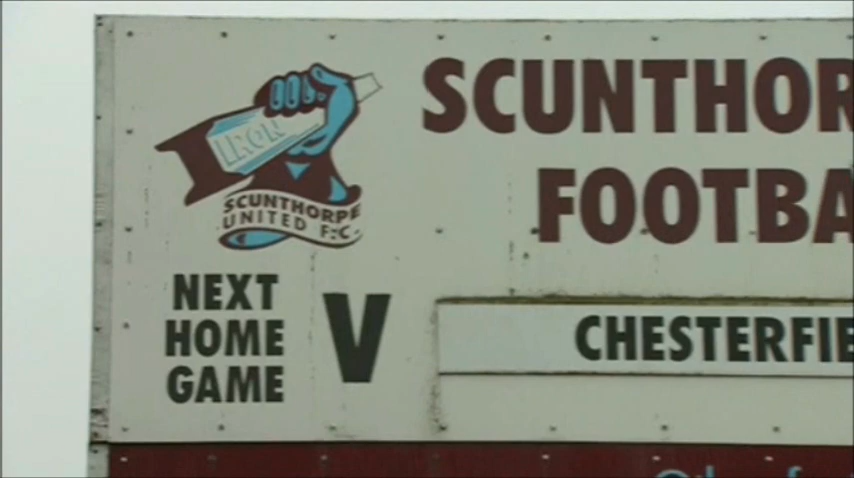 IRON
SCUNTHORPE
UNITED F.C.
SCUNTHOR
FOOTBA
NEXT
HOME
GAME
V
CHESTERFIE